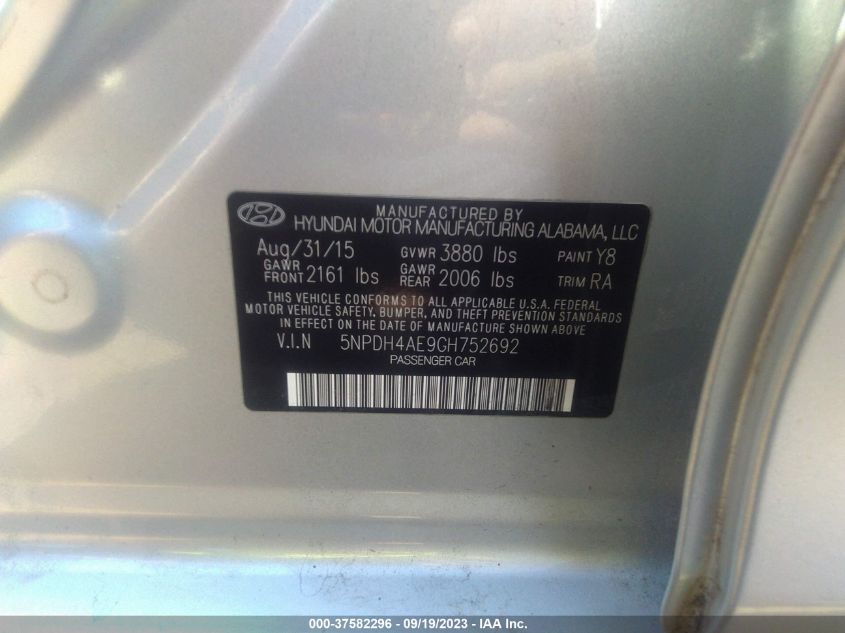 MANUFACTURED BY
HYUNDAI MOTOR MANUFACTURING ALABAMA, LLC
Aug/31/15 GVWR 3880 lbs PAINT Y8
GAWR FRONT 2161 lbs GAWR REAR 2006 lbs TRIM RA
THIS VEHICLE CONFORMS TO ALL APPLICABLE U.S.A. FEDERAL
MOTOR VEHICLE SAFETY, BUMPER, AND THEFT PREVENTION STANDARDS
IN EFFECT ON THE DATE OF MANUFACTURE SHOWN ABOVE.
V.I.N 5NPDH4AE9GH752692
PASSENGER CAR
000-37582296 - 09/19/2023 - IAA Inc.